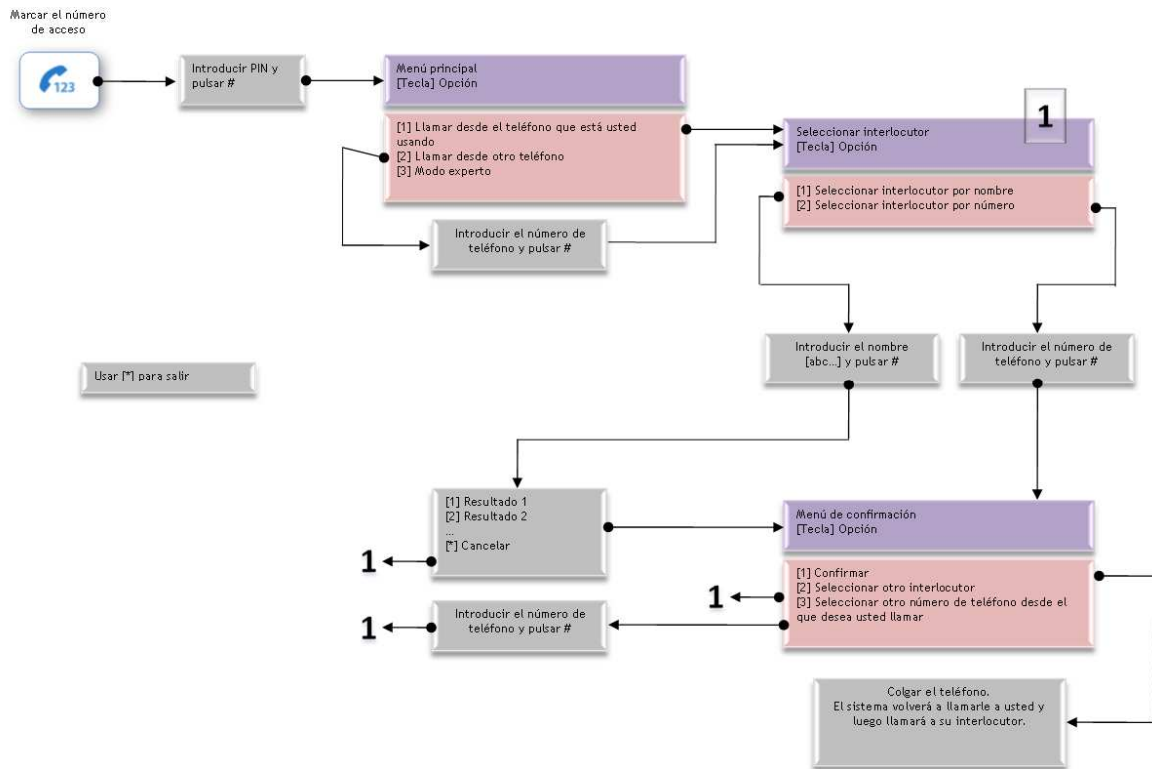 Marcar el número
de acceso
123
Introducir PIN y
pulsar #
Menú principal
[Tecla] Opción
[1] Llamar desde el teléfono que está usted
usando
[2] Llamar desde otro teléfono
[3] Modo experto
1
Seleccionar interlocutor
[Tecla] Opción
[1] Seleccionar interlocutor por nombre
[2] Seleccionar interlocutor por número
Introducir el número de
teléfono y pulsar #
Introducir el nombre
[abc...] y pulsar #
Introducir el número de
teléfono y pulsar #
Usar [*] para salir
[1] Resultado 1
[2] Resultado 2
...
[*] Cancelar
1
Menú de confirmación
[Tecla] Opción
[1] Confirmar
[2] Seleccionar otro interlocutor
[3] Seleccionar otro número de teléfono desde el
que desea usted llamar
1
Introducir el número de
teléfono y pulsar #
1
Colgar el teléfono.
El sistema volverá a llamarle a usted y
luego llamará a su interlocutor.